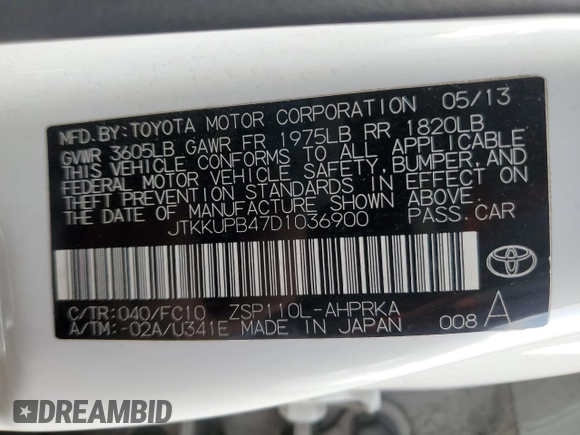 MFD.BY: TOYOTA MOTOR CORPORATION 05/13
GVWR 3605LB GAWR FR 1975LB RR 1820LB
THIS VEHICLE CONFORMS TO ALL APPLICABLE
FEDERAL MOTOR VEHICLE SAFETY, BUMPER, AND
THEFT PREVENTION STANDARDS IN EFFECT ON
THE DATE OF MANUFACTURE SHOWN ABOVE.
JTKKUPB47D1036900 PASS.CAR
C/TR:040/FC10 ZSP110L-AHPRKA
A/TM:-02A/U341E MADE IN JAPAN 008 A
DREAMBID